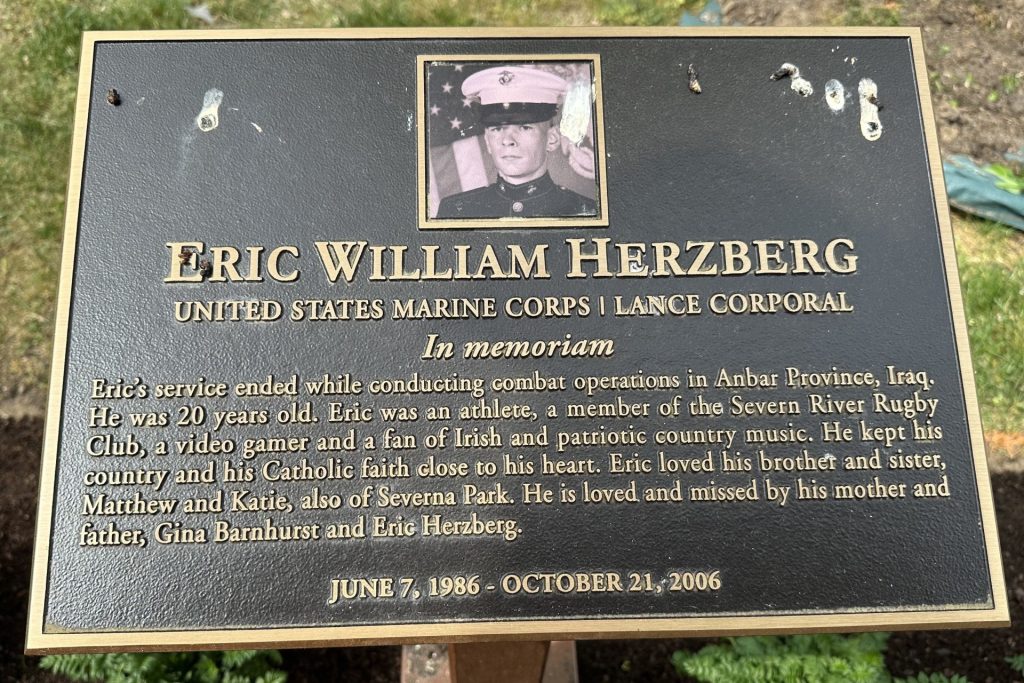 ERIC WILLIAM HERZBERG
UNITED STATES MARINE CORPS | LANCE CORPORAL
In memoriam
Eric's service ended while conducting combat operations in Anbar Province, Iraq.
He was 20 years old. Eric was an athlete, a member of the Severn River Rugby
Club, a video gamer and a fan of Irish and patriotic country music. He kept his
country and his Catholic faith close to his heart. Eric loved his brother and sister,
Matthew and Katie, also of Severna Park. He is loved and missed by his mother and
father, Gina Barnhurst and Eric Herzberg.
JUNE 7, 1986 - OCTOBER 21, 2006